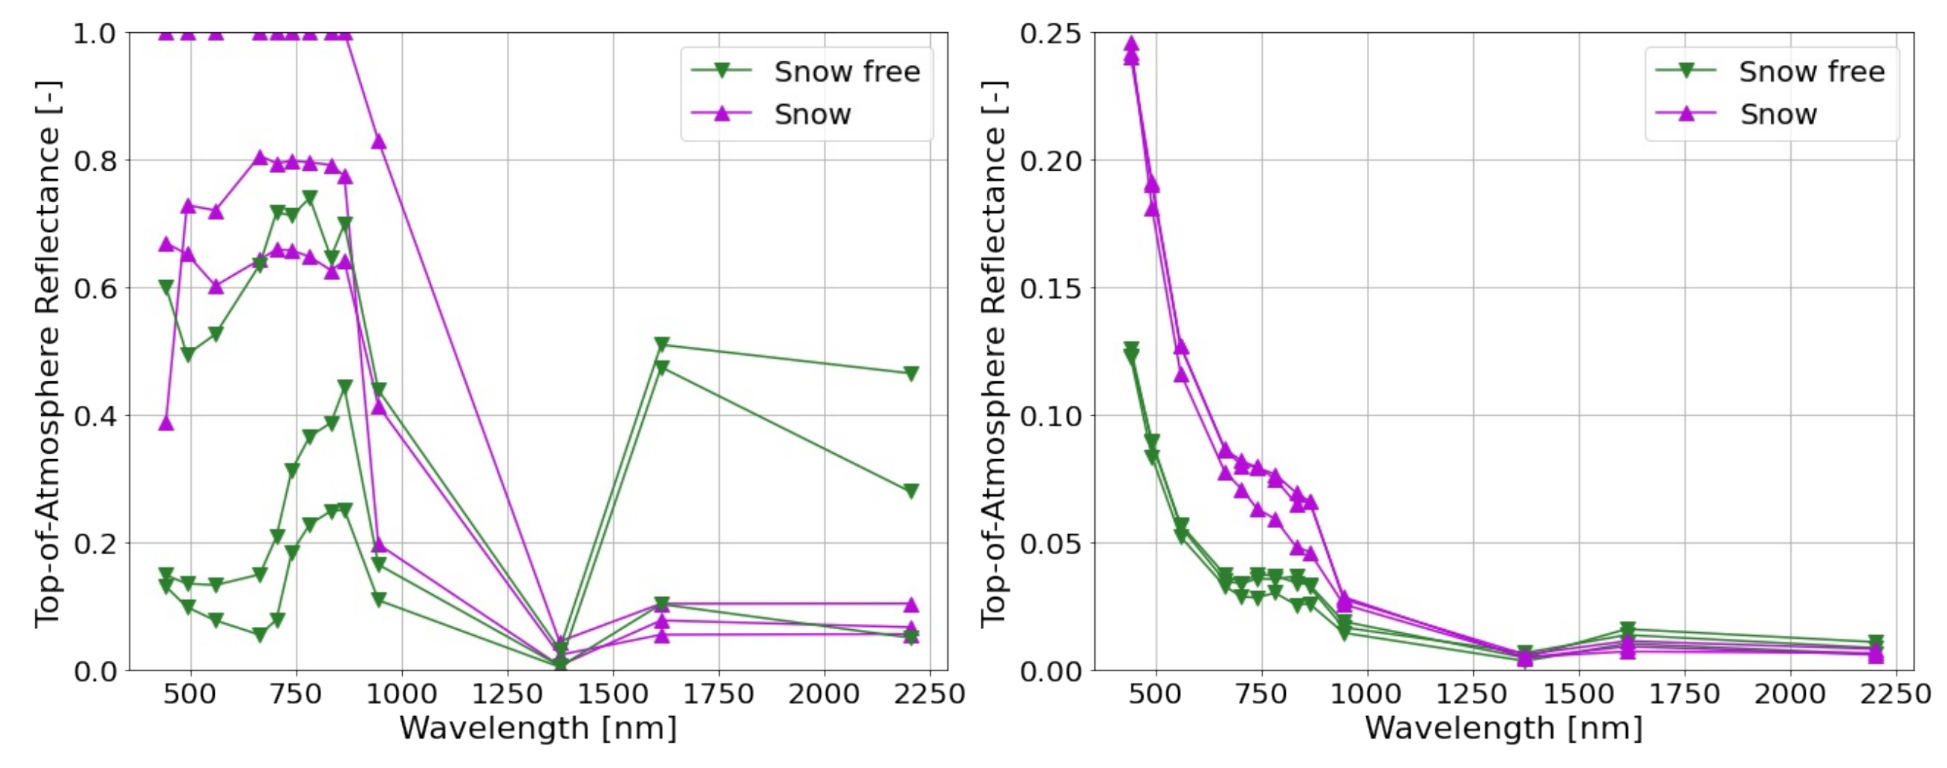 Top-of-Atmosphere Reflectance [-]
1.0
0.8
0.6
0.4
0.2
0.0
Snow free
Snow
500 750 1000 1250 1500 1750 2000 2250
Wavelength [nm]
Top-of-Atmosphere Reflectance [-]
0.25
0.20
0.15
0.10
0.05
0.00
Snow free
Snow
500 750 1000 1250 1500 1750 2000 2250
Wavelength [nm]